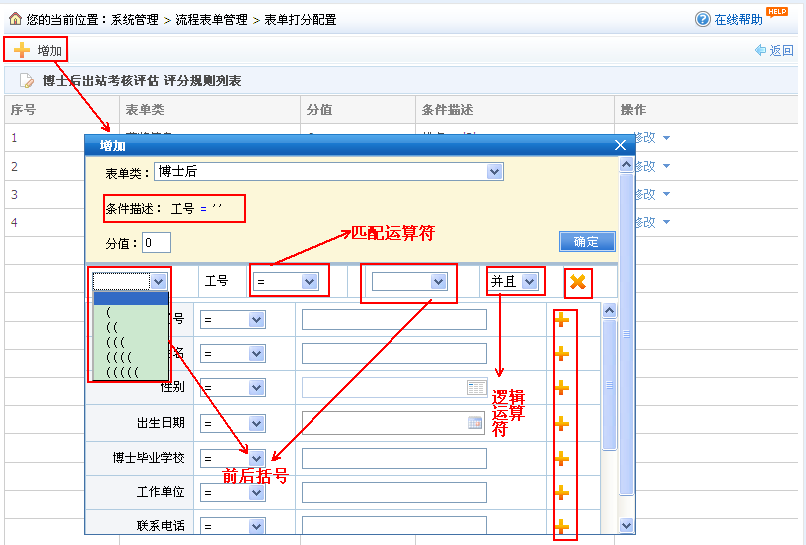 您的当前位置：系统管理 > 流程表单管理 > 表单打分配置
在线帮助 HELP
增加
返回
博士后出站考核评估 评分规则列表
序号 表单类 分值 条件描述 操作
1 修改
2 修改
3 修改
4 修改
增加
表单类： 博士后
条件描述： 工号 = ' '
分值： 0
确定
匹配运算符
工号 = 并且
(
((
(((
((((
(((((
号 =
名 =
性别 =
逻辑
运算
符
出生日期 =
博士毕业学校 =
前后括号
工作单位 =
联系电话 =